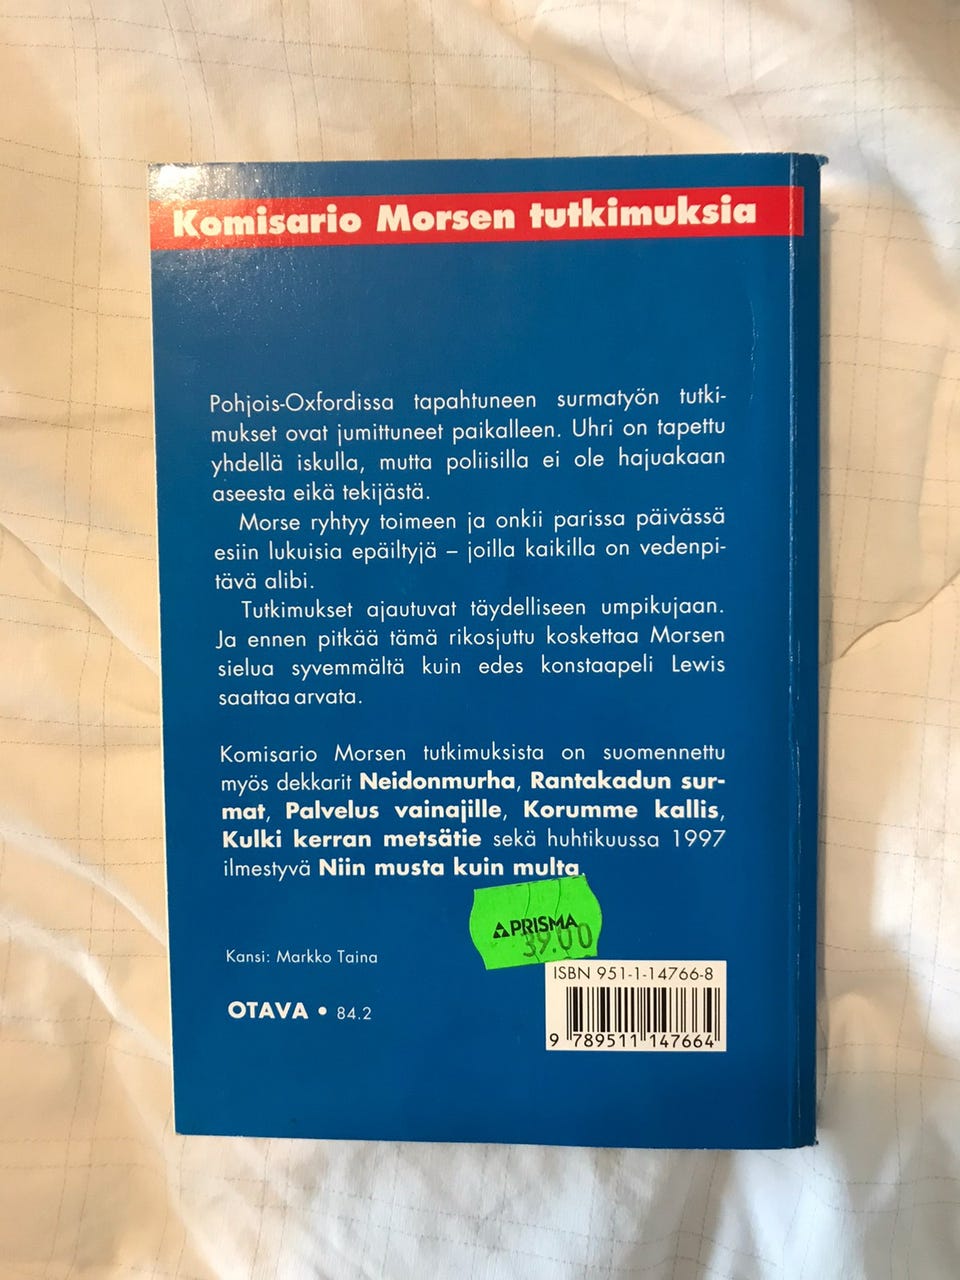 Komisario Morsen tutkimuksia
Pohjois-Oxfordissa tapahtuneen surmatyön tutki-
mukset ovat jumittuneet paikalleen. Uhri on tapettu
yhdellä iskulla, mutta poliisilla ei ole hajuakaan
aseesta eikä tekijästä.
Morse ryhtyy toimeen ja onkii parissa päivässä
esiin lukuisia epäiltyjä – joilla kaikilla on vedenpi-
tävä alibi.
Tutkimukset ajautuvat täydelliseen umpikujaan.
Ja ennen pitkää tämä rikosjuttu koskettaa Morsen
sielua syvemmältä kuin edes konstaapeli Lewis
saattaa arvata.
Komisario Morsen tutkimuksista on suomennettu
myös dekkarit Neidonmurha, Rantakadun sur-
mat, Palvelus vainajille, Korumme kallis,
Kulki kerran metsätie sekä huhtikuussa 1997
ilmestyvä Niin musta kuin multa.
PRISMA
39.00
Kansi: Markko Taina
OTAVA • 84.2
ISBN 951-1-14766-8
9 789511 147664